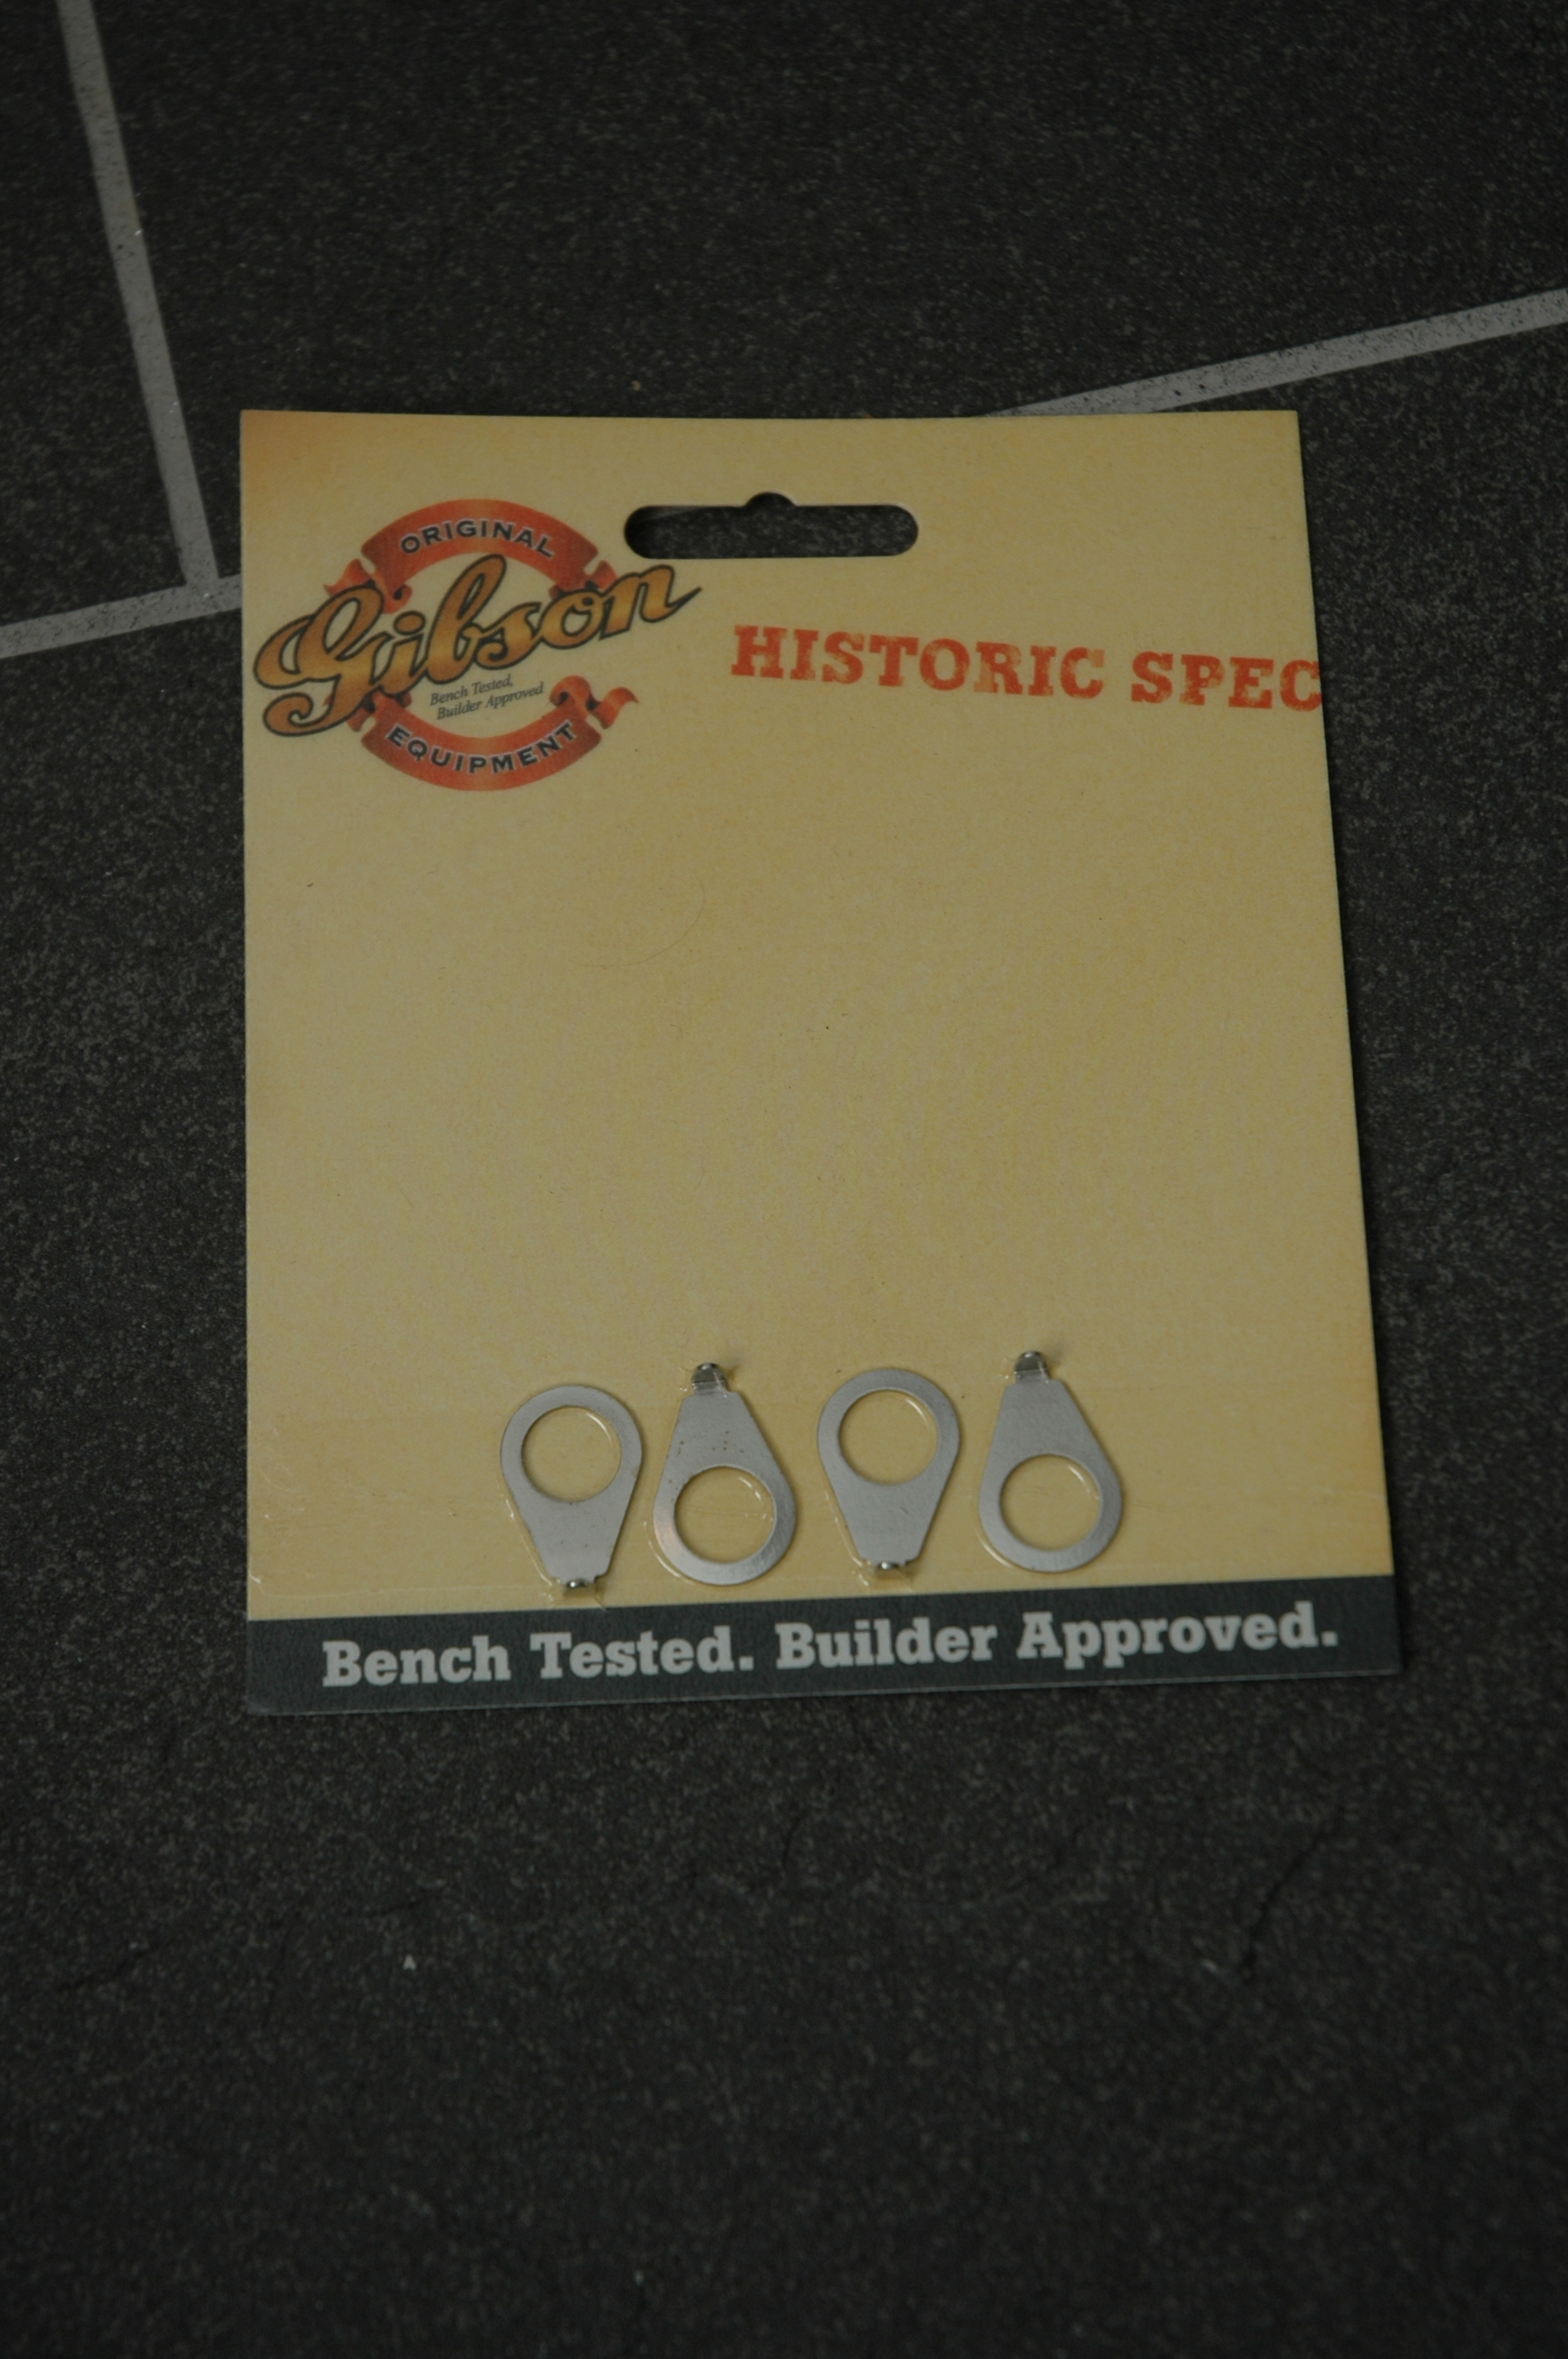 ORIGINAL
Gibson
Bench Tested,
Builder Approved
EQUIPMENT
HISTORIC SPEC
Bench Tested. Builder Approved.